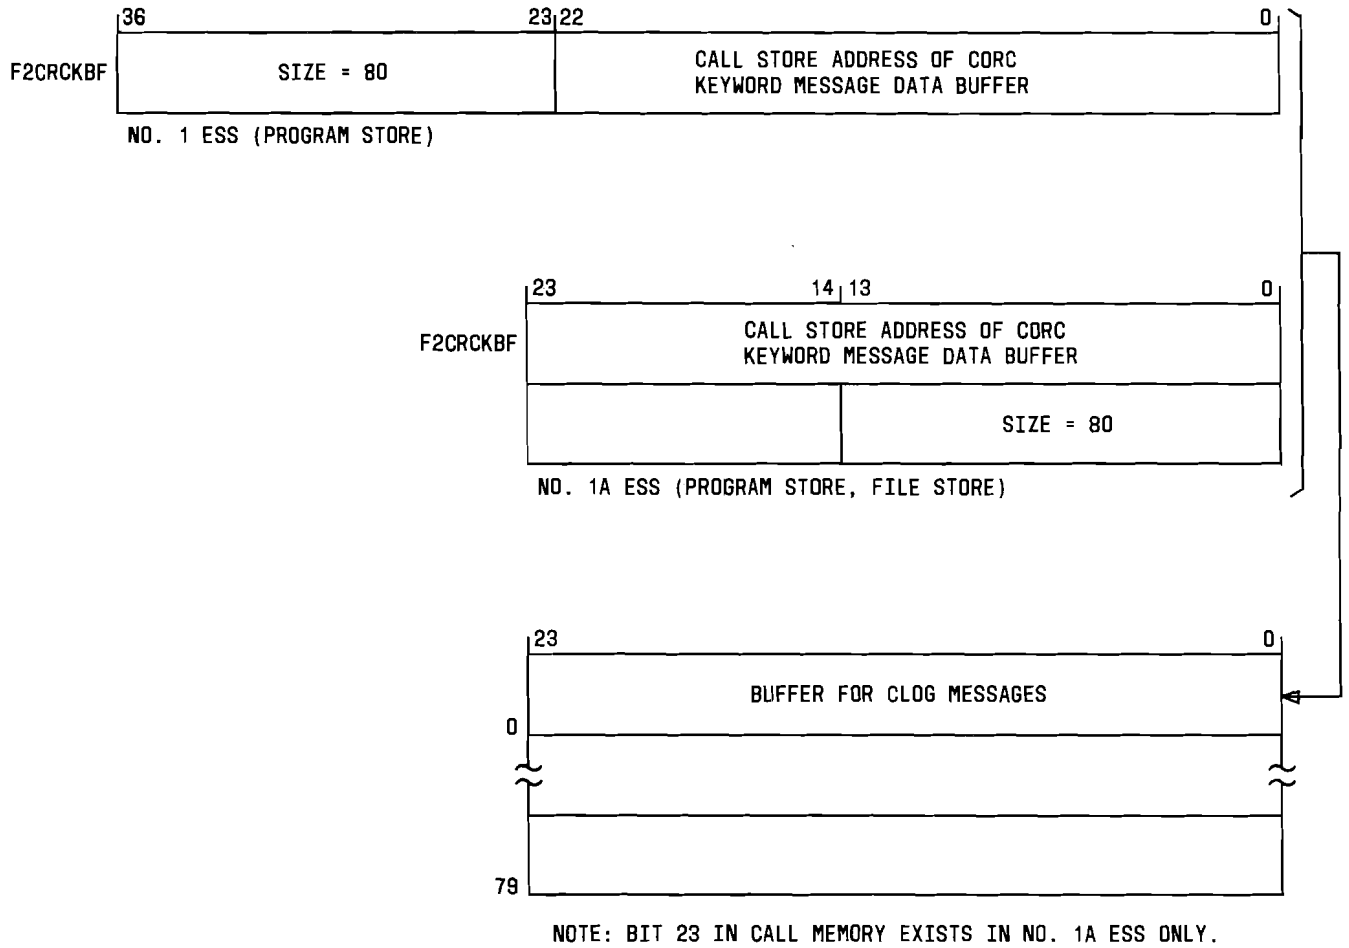 36 23 22 0
F2CRCKBF SIZE = 80 CALL STORE ADDRESS OF CORC
KEYWORD MESSAGE DATA BUFFER
NO. 1 ESS (PROGRAM STORE)
23 14 13 0
F2CRCKBF CALL STORE ADDRESS OF CORC
KEYWORD MESSAGE DATA BUFFER
SIZE = 80
NO. 1A ESS (PROGRAM STORE, FILE STORE)
23 0
BUFFER FOR CLOG MESSAGES
0
79
NOTE: BIT 23 IN CALL MEMORY EXISTS IN NO. 1A ESS ONLY.